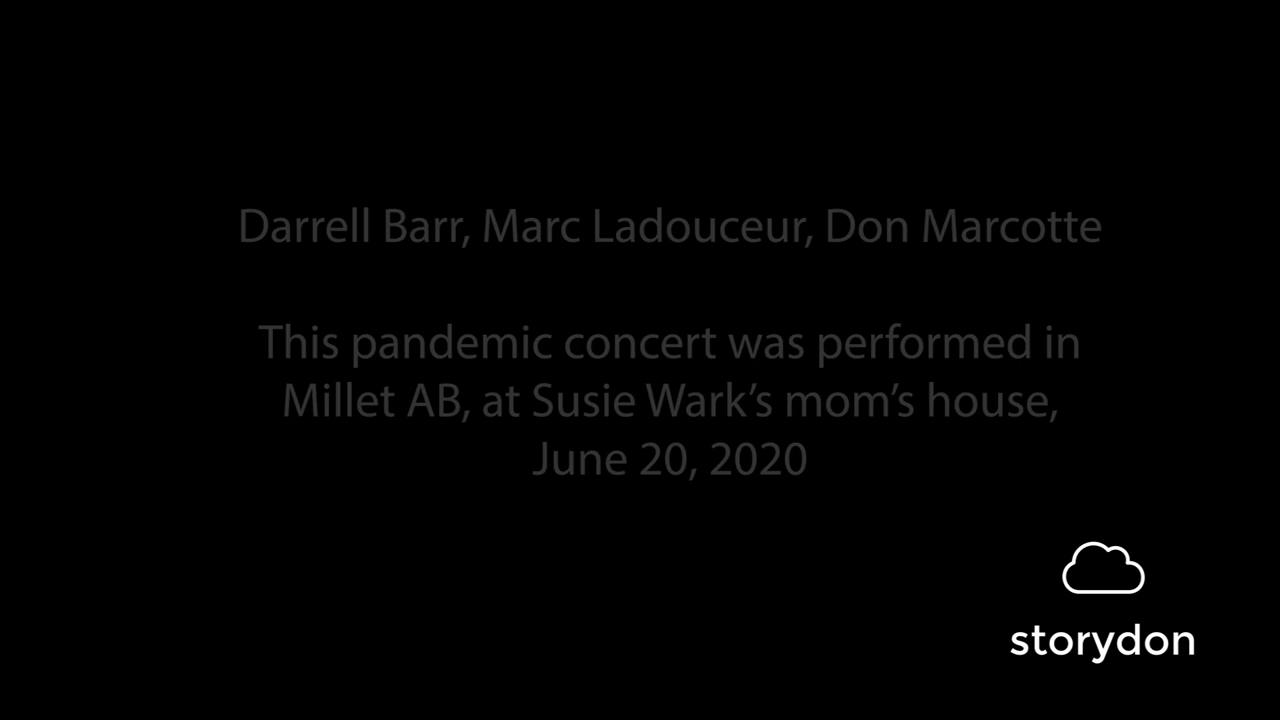 Darrell Barr, Marc Ladouceur, Don Marcotte
This pandemic concert was performed in
Millet AB, at Susie Wark’s mom’s house,
June 20, 2020
storydon